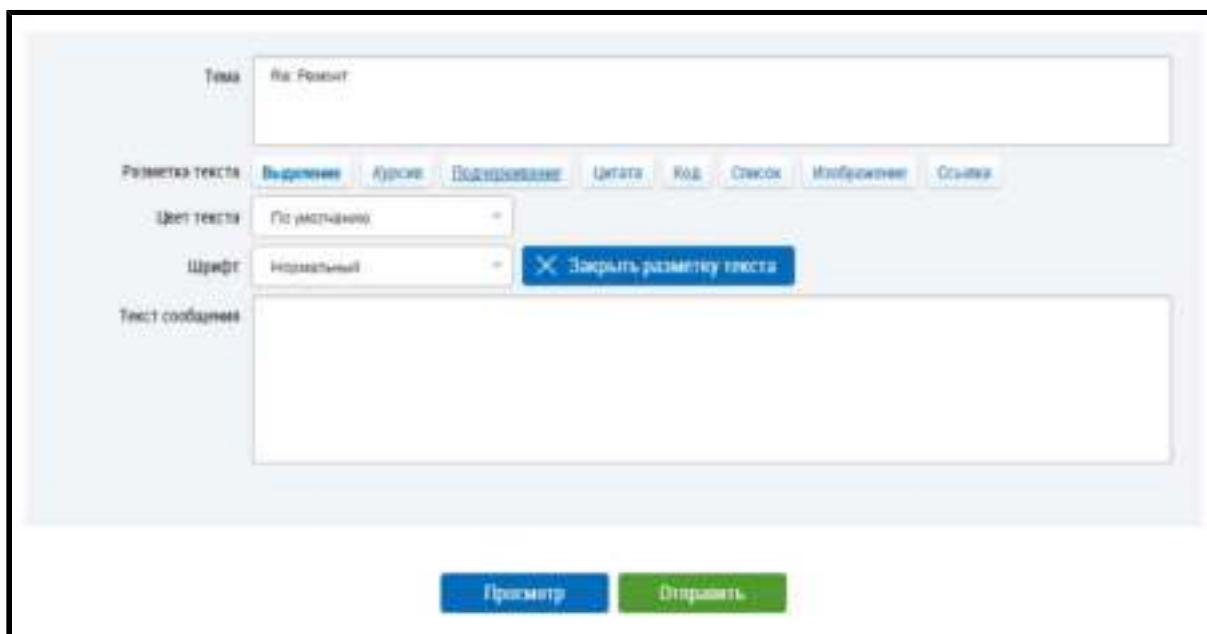 Тема Re: Ремонт
Разметка текста Выделение Курсив Подчеркивание Цитата Код Список Изображение Ссылка
Цвет текста По умолчанию
Шрифт Нормальный Закрыть разметку текста
Текст сообщения
Просмотр Отправить